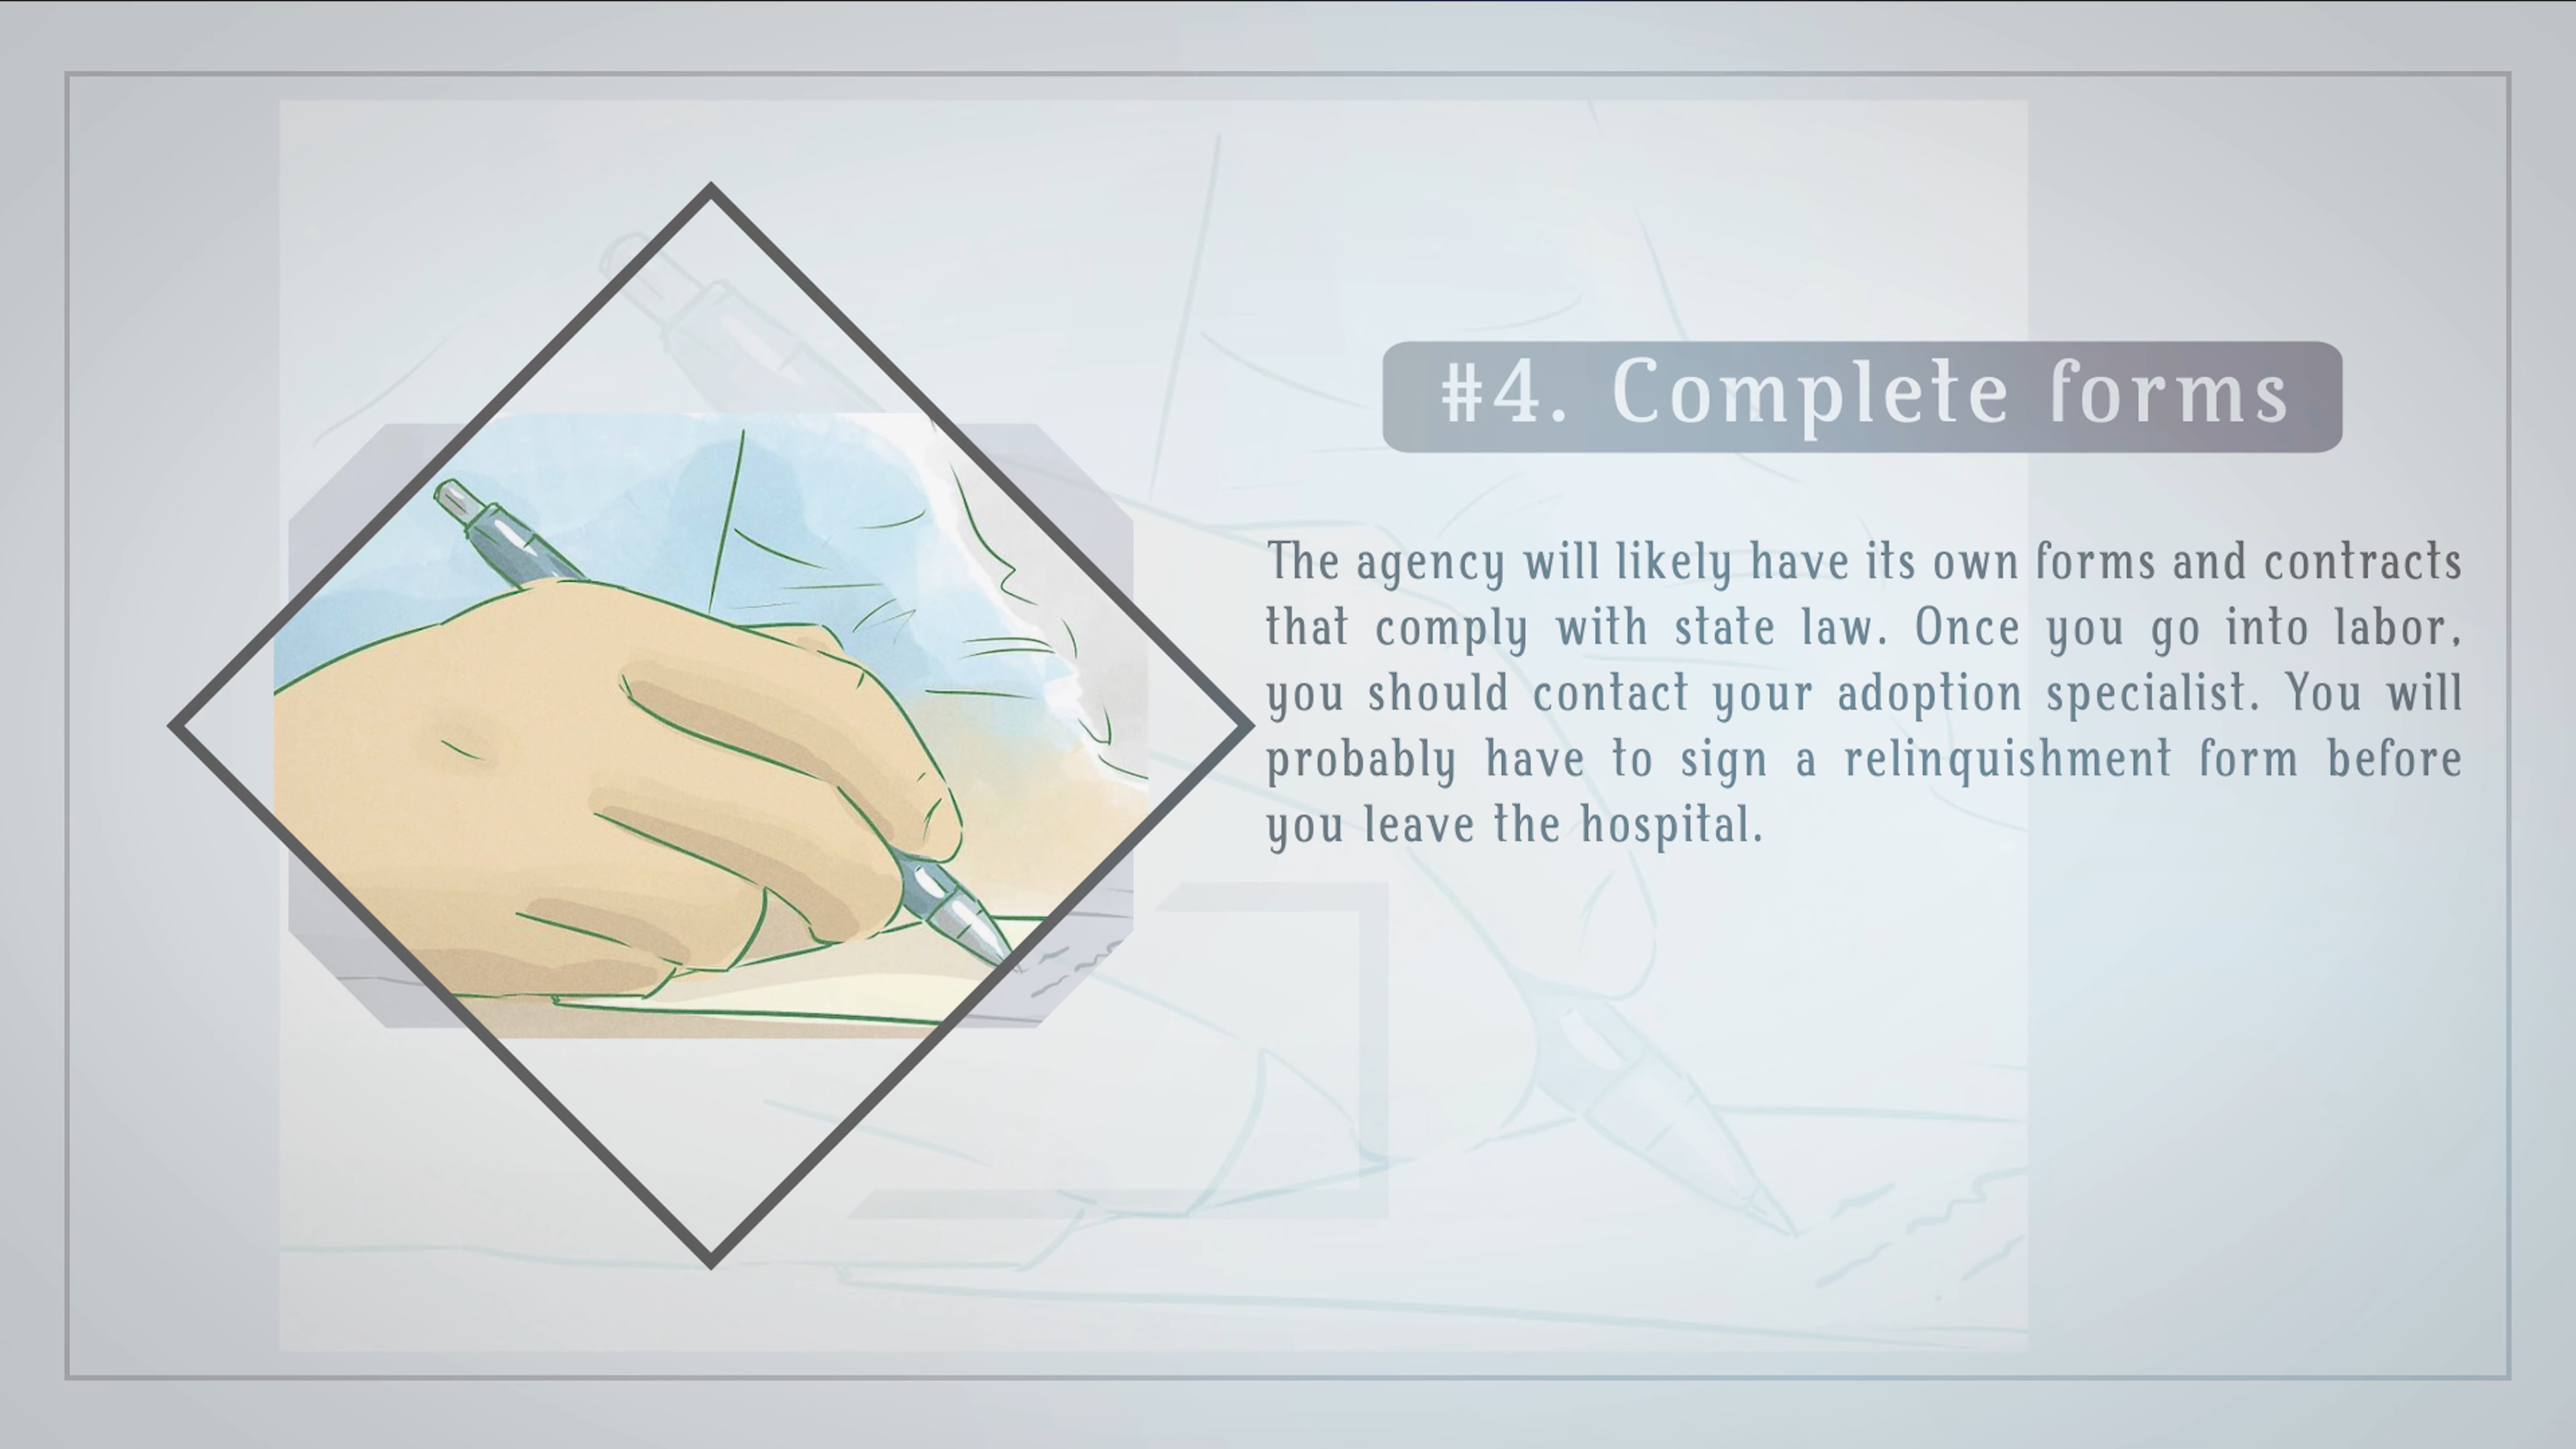 #4. Complete forms
The agency will likely have its own forms and contracts
that comply with state law. Once you go into labor,
you should contact your adoption specialist. You will
probably have to sign a relinquishment form before
you leave the hospital.